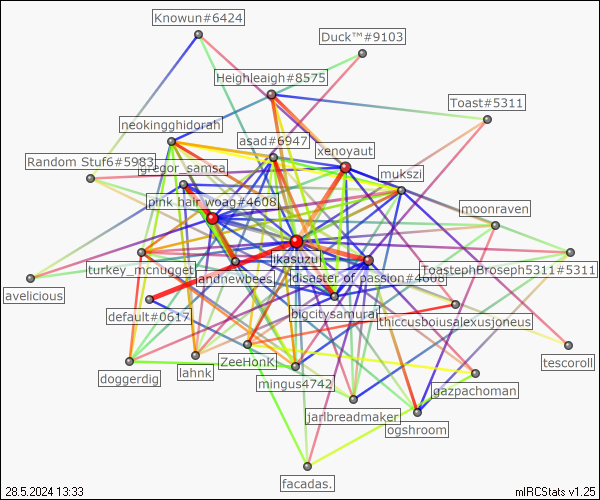 Knowun#6424
Duck™#9103
Heighleaigh#8575
Toast#5311
neokingghidorah
asad#6947
xenoyaut
Random Stuf6#5983
gregor_samsa
mukszi
pink hair woag#4608
moonraven
likasuzui
turkey_mcnugget
andnewbees
disaster of passion#4668
ToastephBroseph5311#5311
avelicious
default#0617
bigcitysamurai
thiccusboiusalexusjoneus
ZeeHonK
tescoroll
doggerdig
lahnk
mingus4742
gazpachoman
jarlbreadmaker
ogshroom
facadas.
28.5.2024 13:33
mIRCStats v1.25